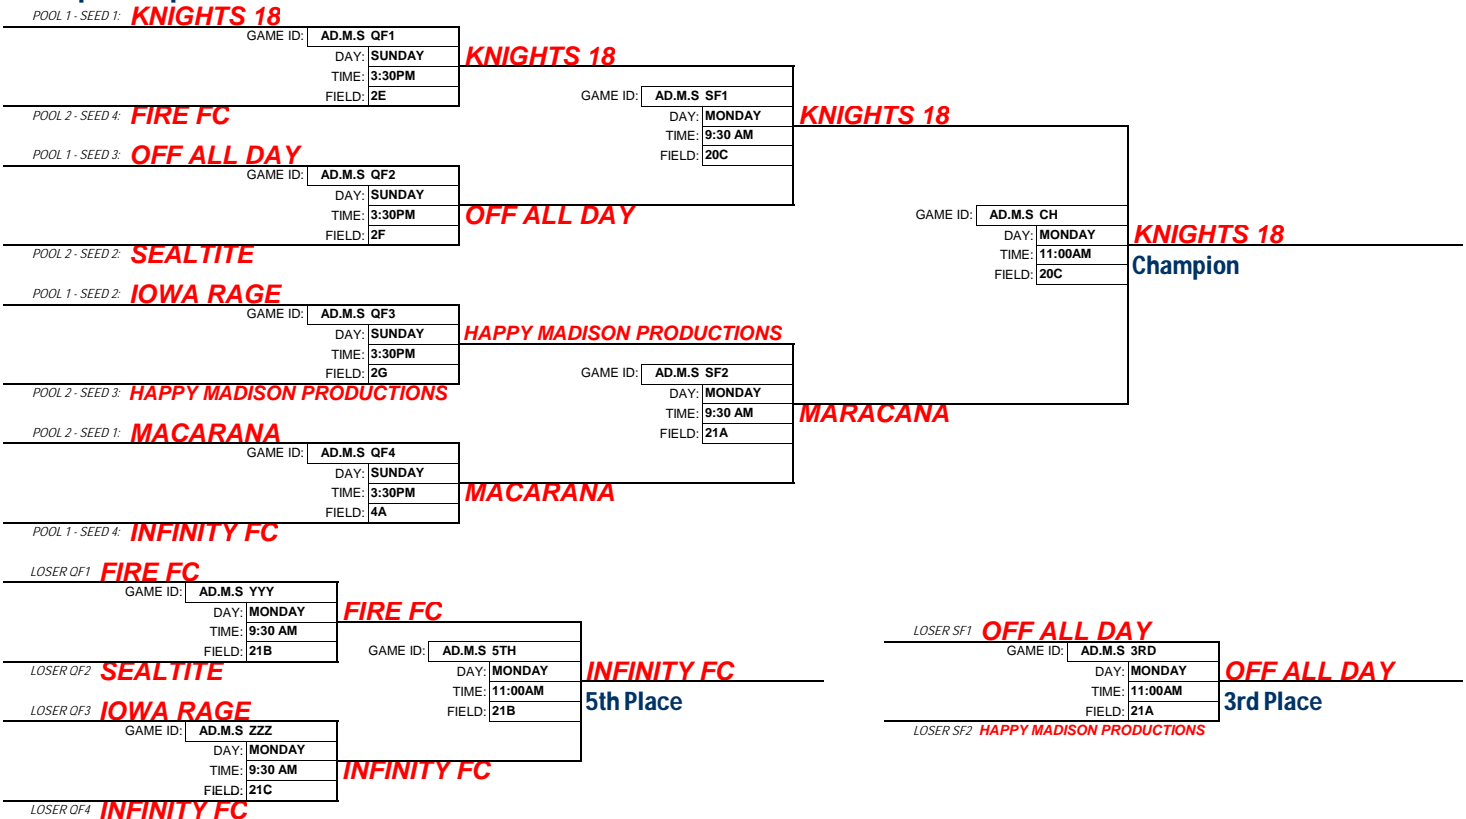 POOL 1 - SEED 1: KNIGHTS 18
GAME ID: AD.M.S QF1
DAY: SUNDAY
TIME: 3:30PM
FIELD: 2E
POOL 2 - SEED 4: FIRE FC
KNIGHTS 18
POOL 1 - SEED 3: OFF ALL DAY
GAME ID: AD.M.S QF2
DAY: SUNDAY
TIME: 3:30PM
FIELD: 2F
POOL 2 - SEED 2: SEALTITE
OFF ALL DAY
GAME ID: AD.M.S SF1
DAY: MONDAY
TIME: 9:30 AM
FIELD: 20C
KNIGHTS 18
POOL 1 - SEED 2: IOWA RAGE
GAME ID: AD.M.S QF3
DAY: SUNDAY
TIME: 3:30PM
FIELD: 2G
POOL 2 - SEED 3: HAPPY MADISON PRODUCTIONS
HAPPY MADISON PRODUCTIONS
POOL 2 - SEED 1: MACARANA
GAME ID: AD.M.S QF4
DAY: SUNDAY
TIME: 3:30PM
FIELD: 4A
POOL 1 - SEED 4: INFINITY FC
MACARANA
GAME ID: AD.M.S SF2
DAY: MONDAY
TIME: 9:30 AM
FIELD: 21A
MARACANA
GAME ID: AD.M.S CH
DAY: MONDAY
TIME: 11:00AM
FIELD: 20C
KNIGHTS 18
Champion
LOSER QF1 FIRE FC
GAME ID: AD.M.S YYY
DAY: MONDAY
TIME: 9:30 AM
FIELD: 21B
LOSER QF2 SEALTITE
FIRE FC
LOSER QF3 IOWA RAGE
GAME ID: AD.M.S ZZZ
DAY: MONDAY
TIME: 9:30 AM
FIELD: 21C
LOSER QF4 INFINITY FC
INFINITY FC
GAME ID: AD.M.S 5TH
DAY: MONDAY
TIME: 11:00AM
FIELD: 21B
INFINITY FC
5th Place
LOSER SF1 OFF ALL DAY
GAME ID: AD.M.S 3RD
DAY: MONDAY
TIME: 11:00AM
FIELD: 21A
LOSER SF2 HAPPY MADISON PRODUCTIONS
OFF ALL DAY
3rd Place